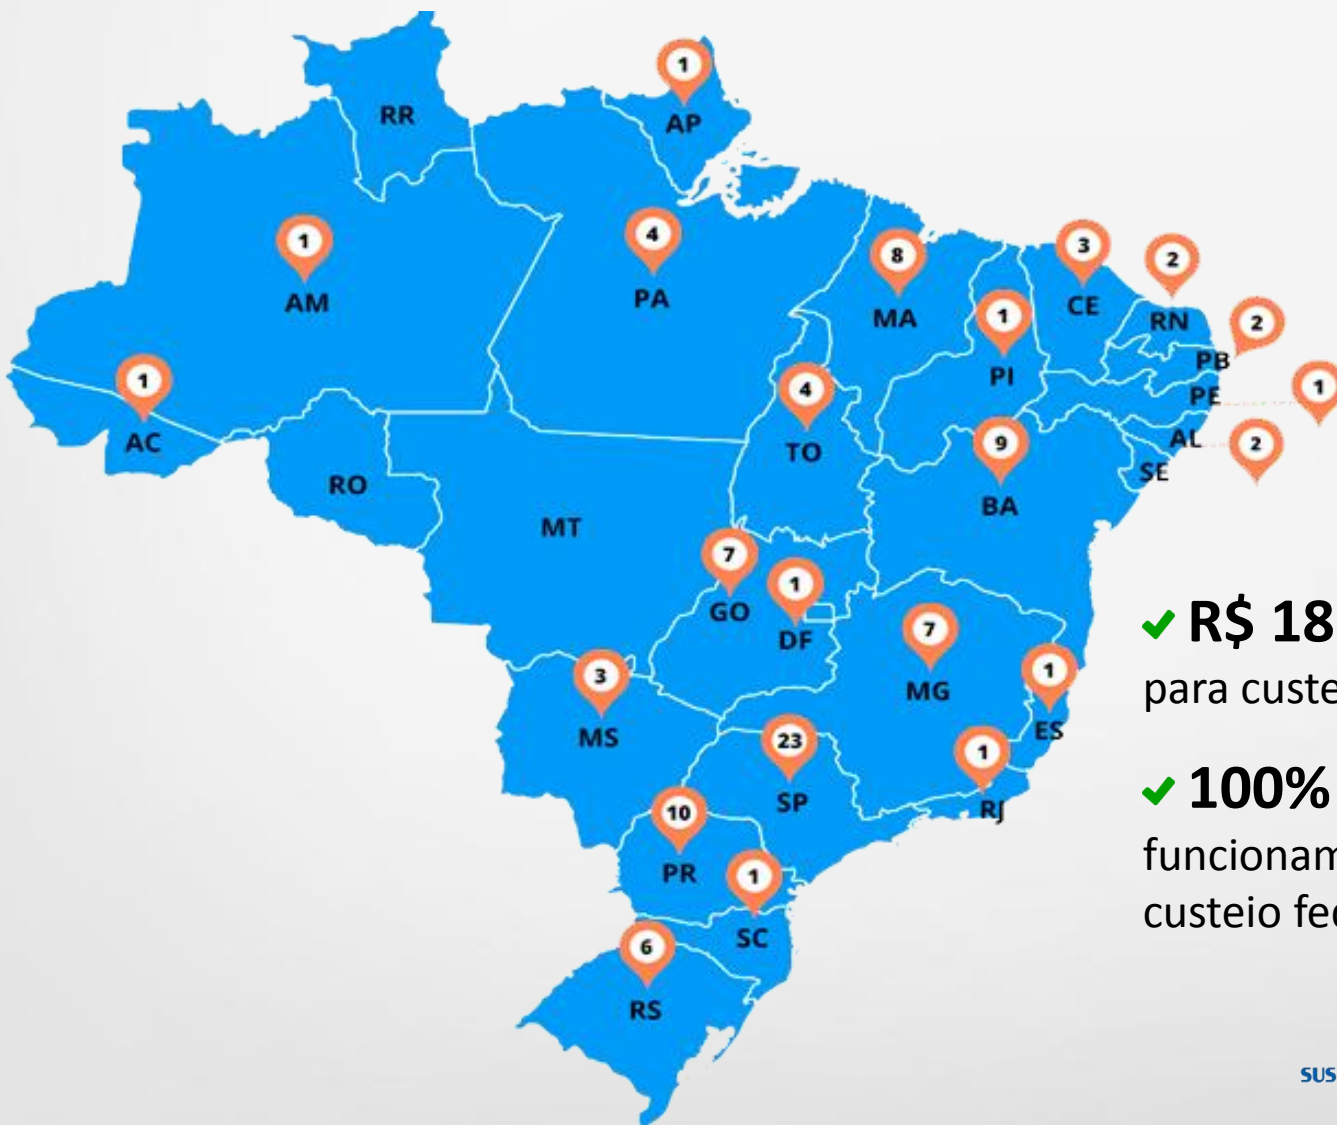 1
RR
AP
1
4
8
3
2
AM
PA
MA
CE
RN
2
1
PI
PB
1
4
PE
1
AC
TO
9
AL
2
RO
BA
SE
MT
7
1
GO
DF
7
R$ 18
3
MG
1
para custe
MS
23
ES
1
SP
RJ
100%
10
funcionam
PR
1
custeio fe
6
SC
RS
SUS